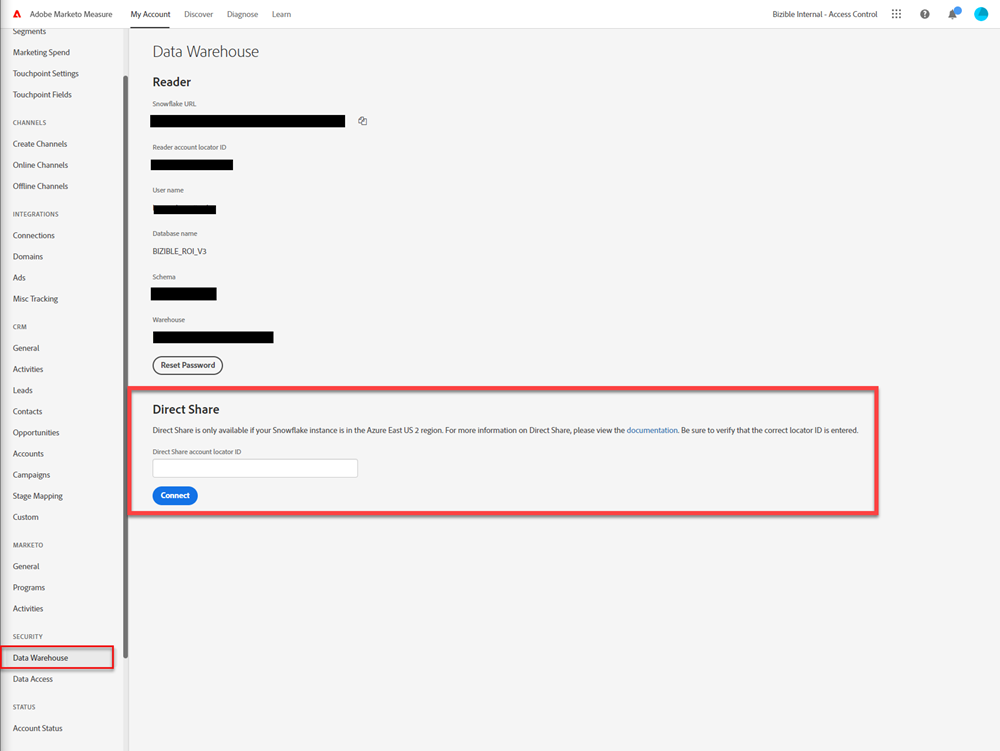 Adobe Marketo Measure
My Account
Discover
Diagnose
Learn
Bizible Internal - Access Control
Segments
Marketing Spend
Touchpoint Settings
Touchpoint Fields
CHANNELS
Create Channels
Online Channels
Offline Channels
INTEGRATIONS
Connections
Domains
Ads
Misc Tracking
CRM
General
Activities
Leads
Contacts
Opportunities
Accounts
Campaigns
Stage Mapping
Custom
MARKETO
General
Programs
Activities
SECURITY
Data Warehouse
Data Access
STATUS
Account Status
Data Warehouse
Reader
Snowflake URL
Reader account locator ID
User name
Database name
BIZIBLE_ROI_V3
Schema
Warehouse
Reset Password
Direct Share
Direct Share is only available if your Snowflake instance is in the Azure East US 2 region. For more information on Direct Share, please view the documentation. Be sure to verify that the correct locator ID is entered.
Direct Share account locator ID
Connect